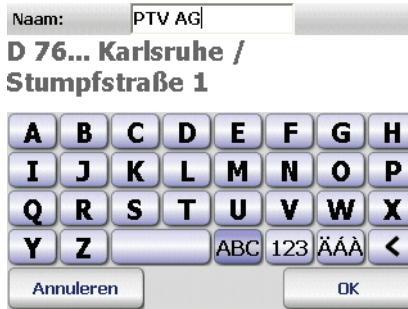 Naam: PTV AG
D 76... Karlsruhe /
Stumpfstraße 1
A B C D E F G H
I J K L M N O P
Q R S T U V W X
Y Z ABC 123 ÄÁÀ <
Annuleren OK